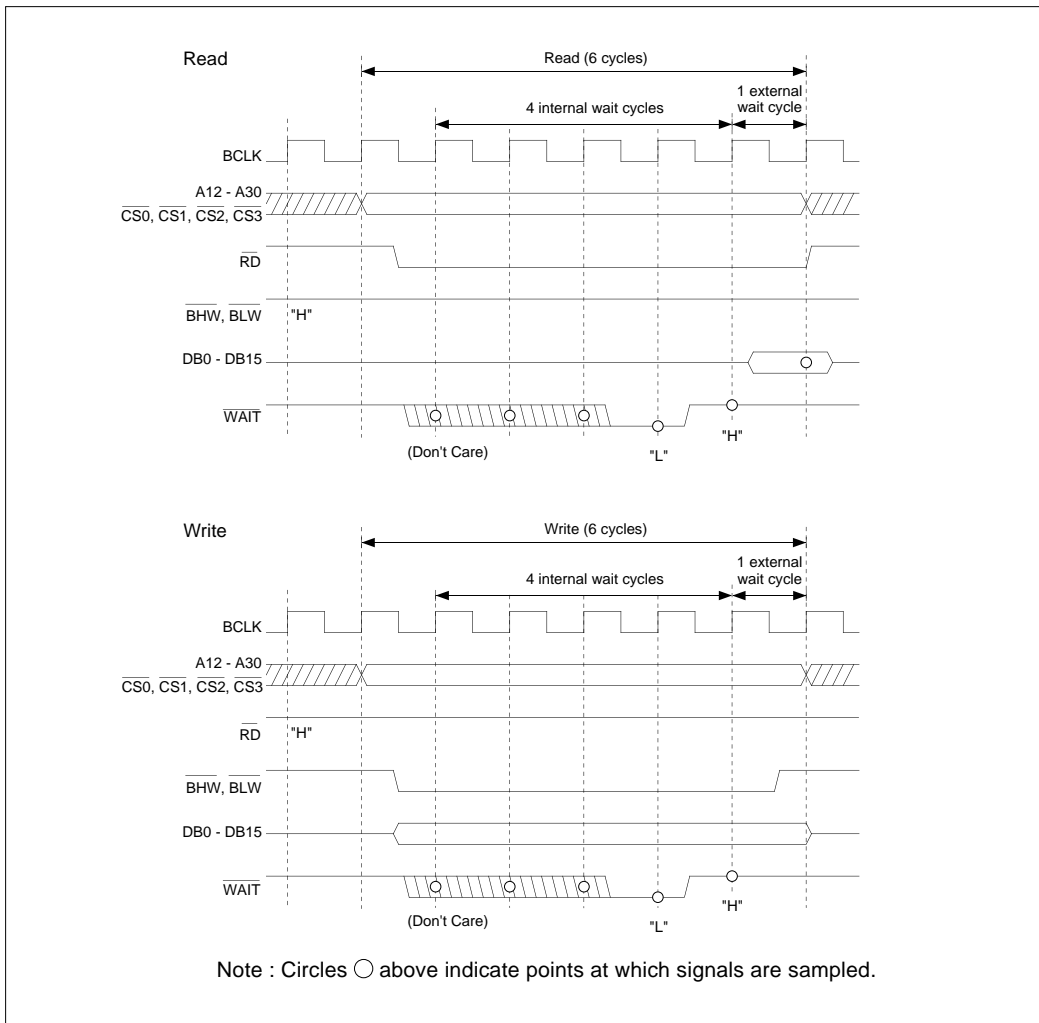 Read
Read (6 cycles)
1 external
wait cycle
4 internal wait cycles
BCLK
A12 - A30
CS0, CS1, CS2, CS3
RD
BHW, BLW "H"
DB0 - DB15
WAIT
(Don't Care) "L" "H"
Write
Write (6 cycles)
1 external
wait cycle
4 internal wait cycles
BCLK
A12 - A30
CS0, CS1, CS2, CS3
RD "H"
BHW, BLW
DB0 - DB15
WAIT
(Don't Care) "L" "H"
Note : Circles ○ above indicate points at which signals are sampled.